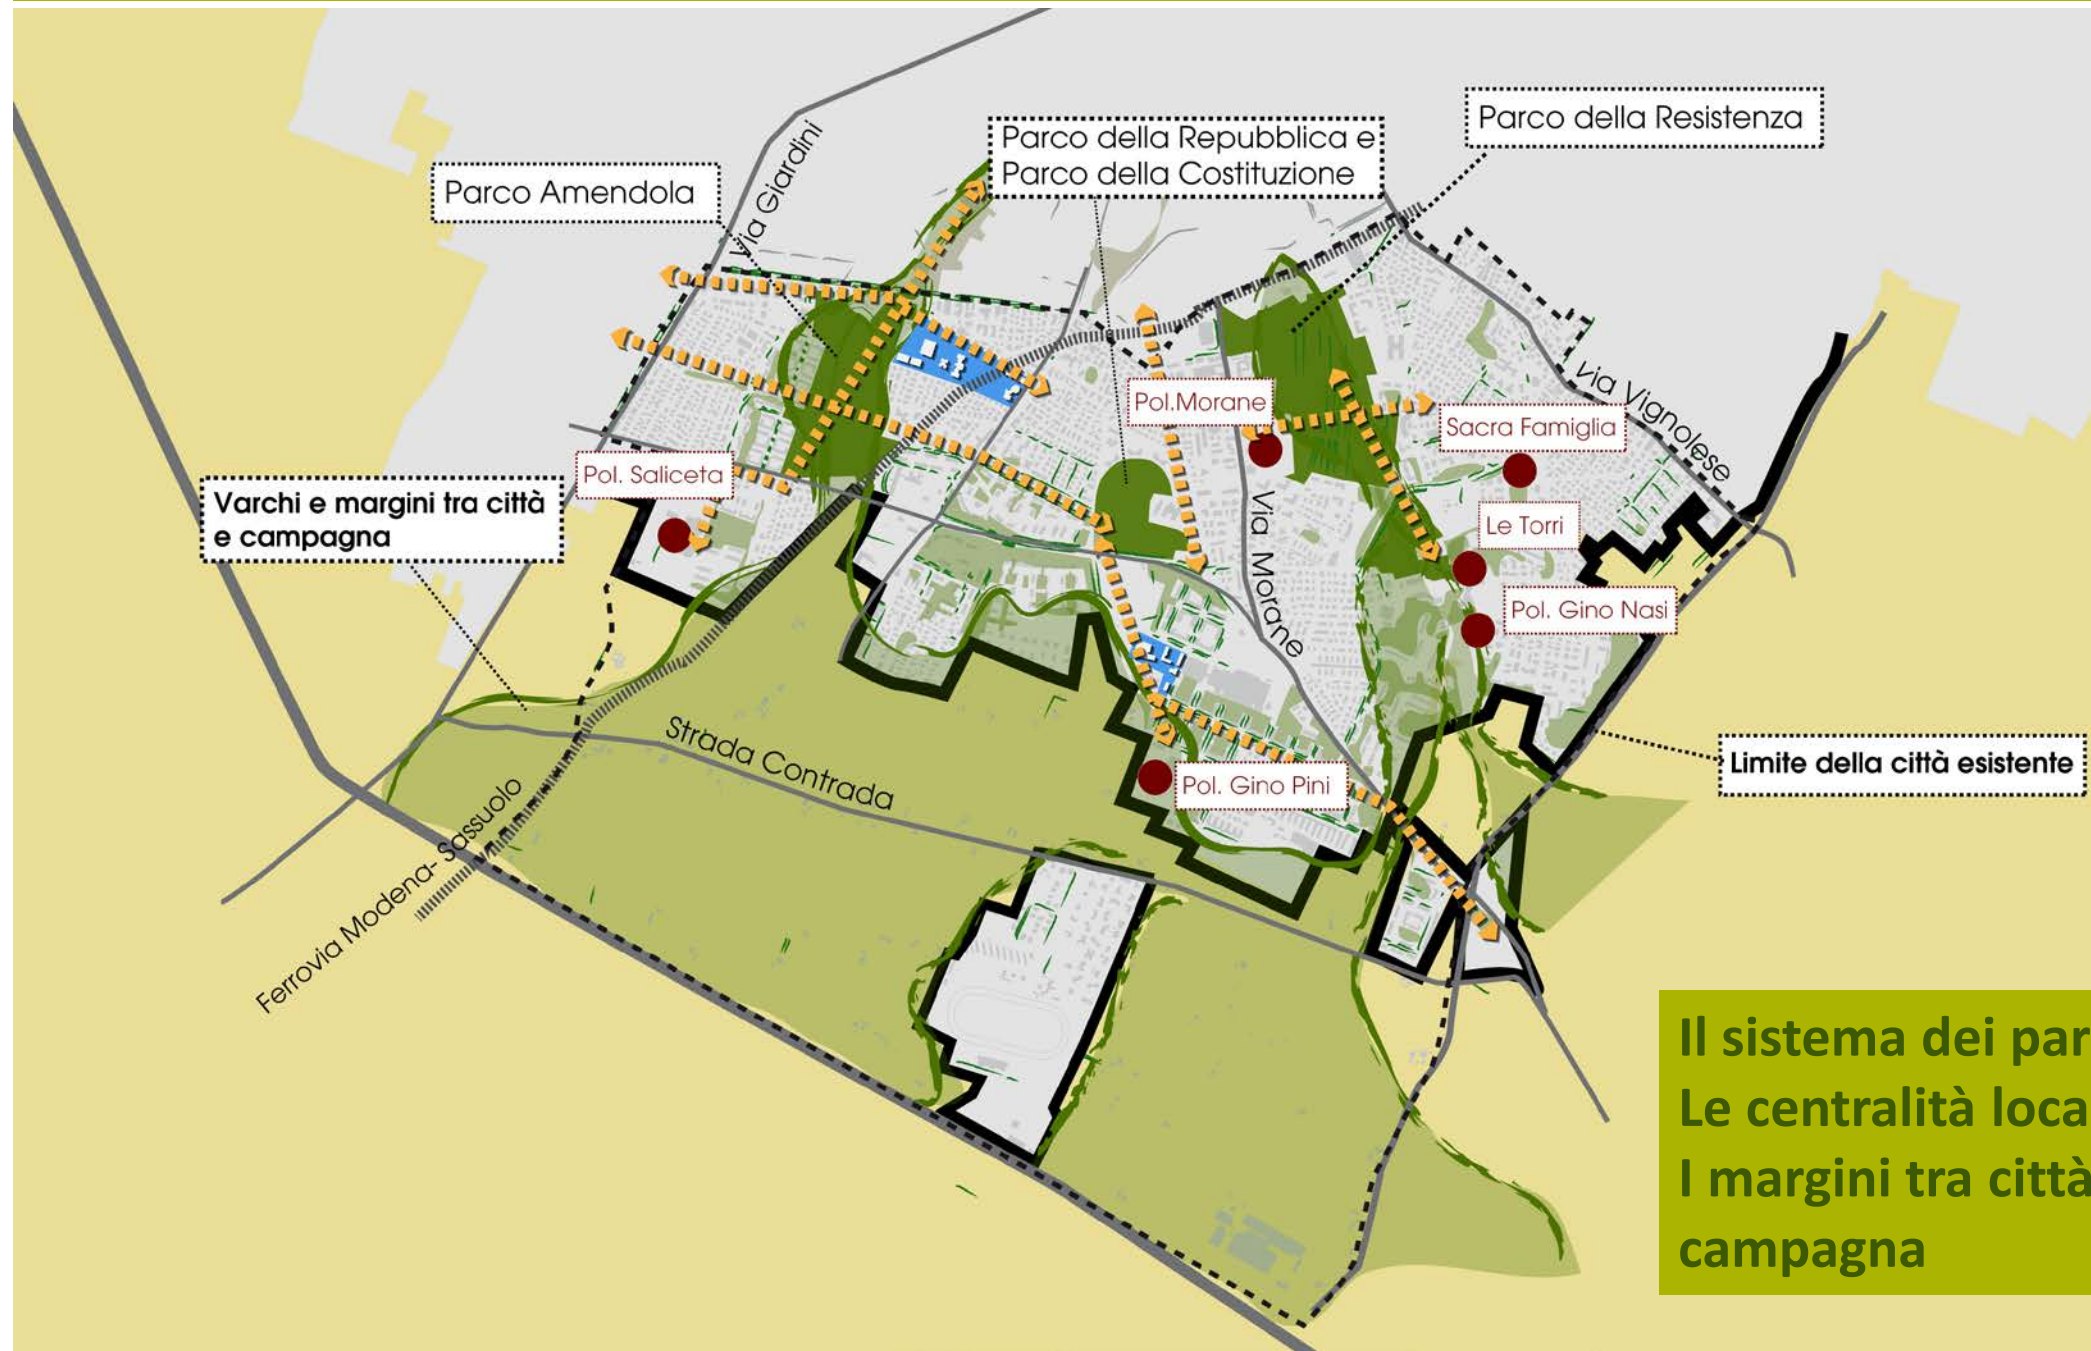 Parco della Resistenza
Parco della Repubblica e
Parco della Costituzione
Parco Amendola
Via Giardini
Via Vignolese
Pol.Morane
Sacra Famiglia
Pol. Saliceta
Varchi e margini tra città
e campagna
Le Torri
Via Morane
Pol. Gino Nasi
Strada Contrada
Limite della città esistente
Pol. Gino Pini
Ferrovia Modena- Sassuolo
Il sistema dei par
Le centralità loca
I margini tra città
campagna